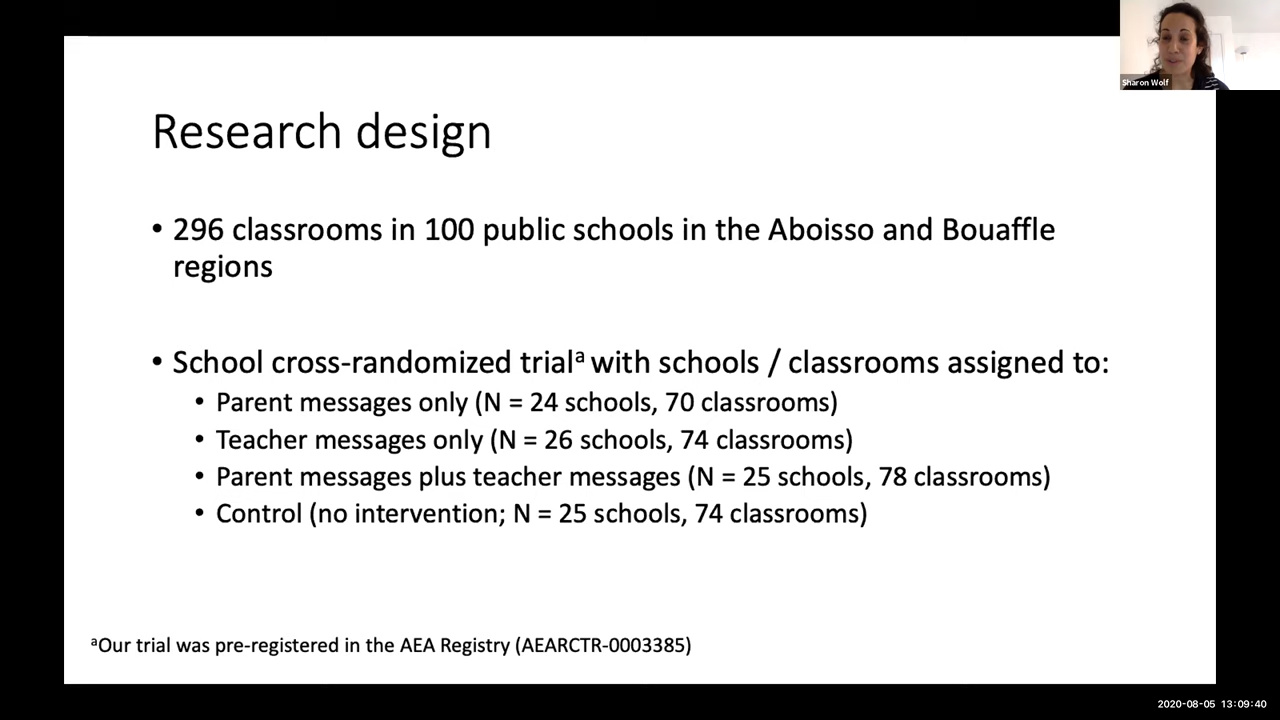 Sharon Wolf
Research design
• 296 classrooms in 100 public schools in the Aboisso and Bouaffle
regions
• School cross-randomized trialᵃ with schools / classrooms assigned to:
• Parent messages only (N = 24 schools, 70 classrooms)
• Teacher messages only (N = 26 schools, 74 classrooms)
• Parent messages plus teacher messages (N = 25 schools, 78 classrooms)
• Control (no intervention; N = 25 schools, 74 classrooms)
ᵃOur trial was pre-registered in the AEA Registry (AEARCTR-0003385)
2020-08-05 13:09:40